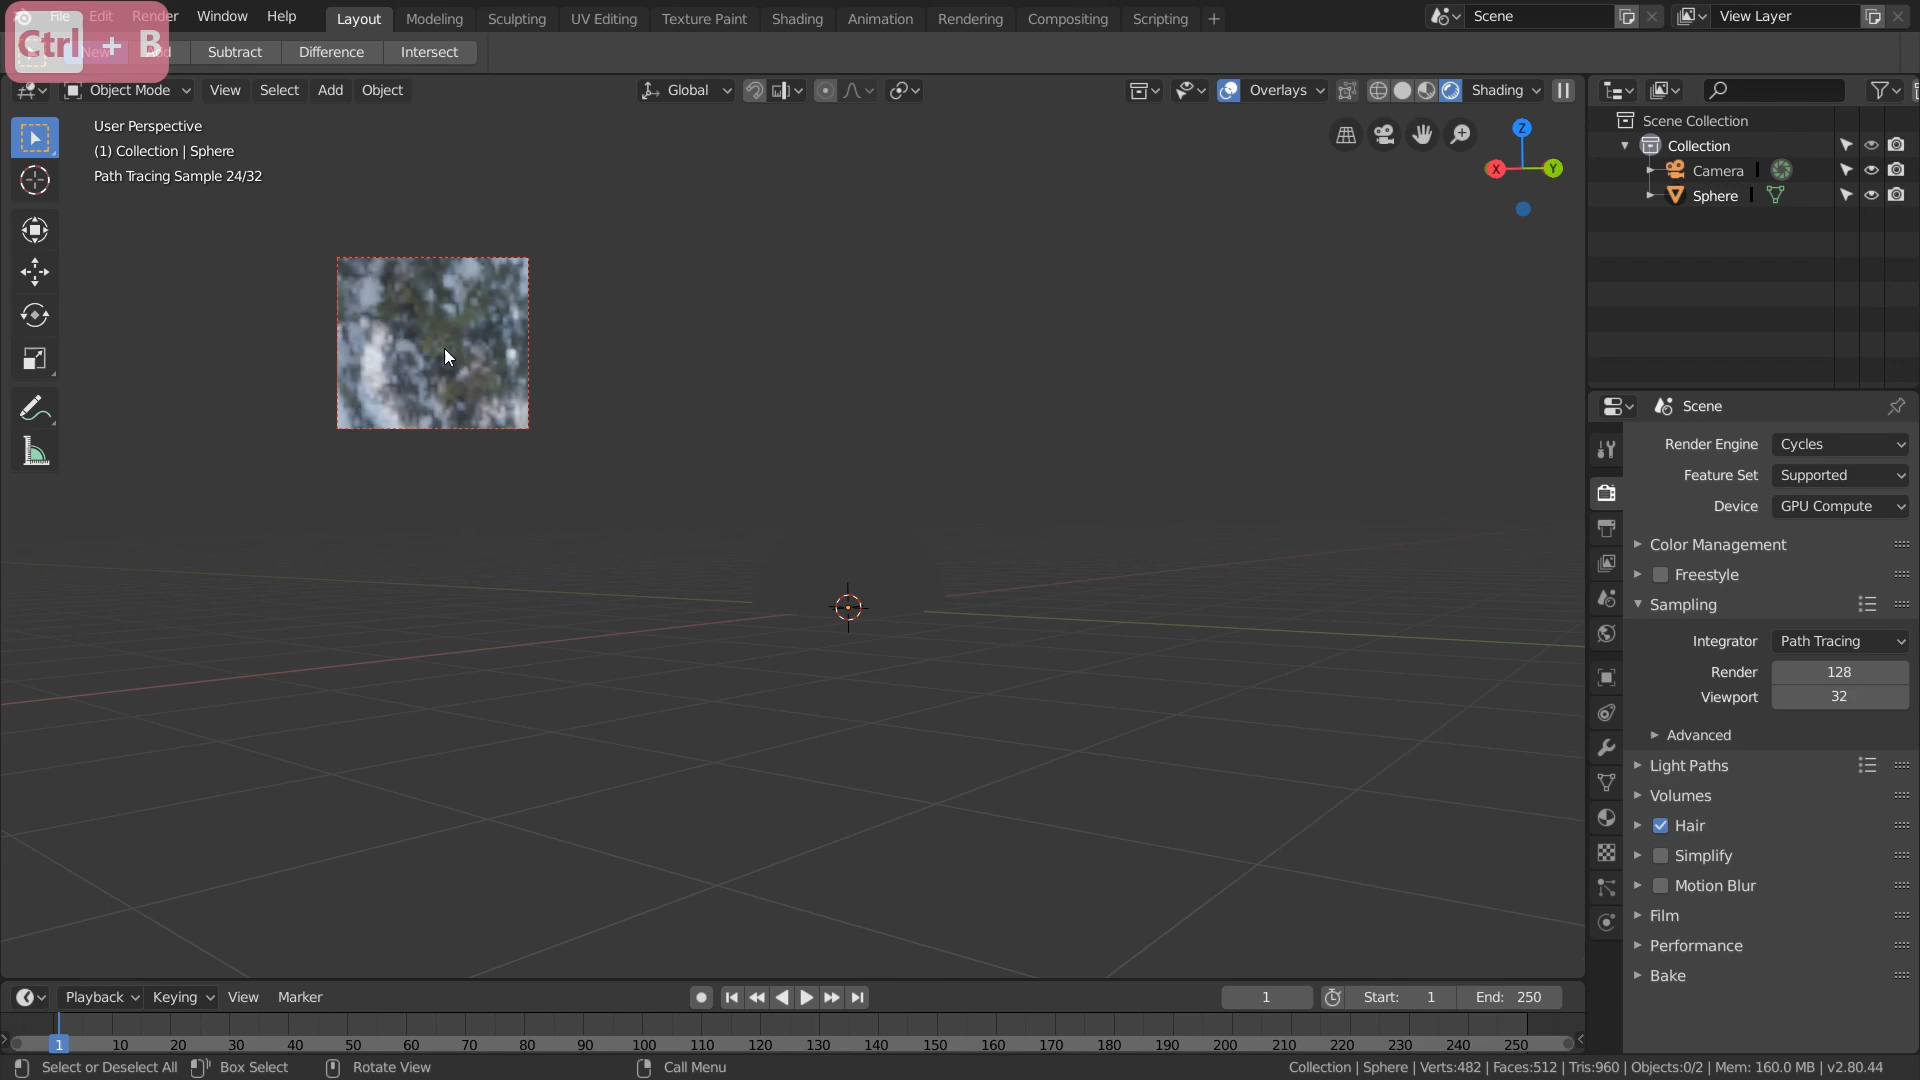 File Edit Render Window Help
Layout Modeling Sculpting UV Editing Texture Paint Shading Animation Rendering Compositing Scripting +
Scene
View Layer
Ctrl + B
New Add Subtract Difference Intersect
Object Mode View Select Add Object
Global
Overlays
Shading
User Perspective
(1) Collection | Sphere
Path Tracing Sample 24/32
Z
X
Y
Scene Collection
Collection
Camera
Sphere
Scene
Render Engine Cycles
Feature Set Supported
Device GPU Compute
Color Management
Freestyle
Sampling
Integrator Path Tracing
Render 128
Viewport 32
Advanced
Light Paths
Volumes
Hair
Simplify
Motion Blur
Film
Performance
Bake
Playback Keying View Marker
1
Start: 1
End: 250
1 10 20 30 40 50 60 70 80 90 100 110 120 130 140 150 160 170 180 190 200 210 220 230 240 250
Select or Deselect All Box Select Rotate View Call Menu
Collection | Sphere | Verts:482 | Faces:512 | Tris:960 | Objects:0/2 | Mem: 160.0 MB | v2.80.44